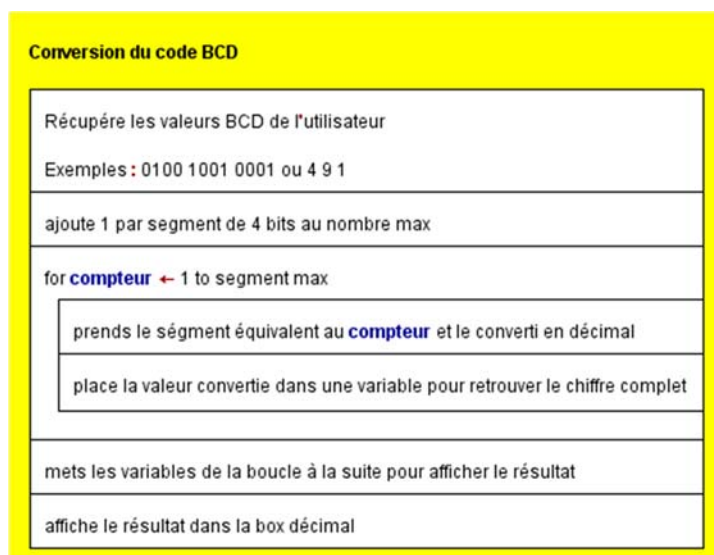 Conversion du code BCD
Récupére les valeurs BCD de l'utilisateur
Exemples : 0100 1001 0001 ou 4 9 1
ajoute 1 par segment de 4 bits au nombre max
for compteur ← 1 to segment max
prends le ségment équivalent au compteur et le converti en décimal
place la valeur convertie dans une variable pour retrouver le chiffre complet
mets les variables de la boucle à la suite pour afficher le résultat
affiche le résultat dans la box décimal